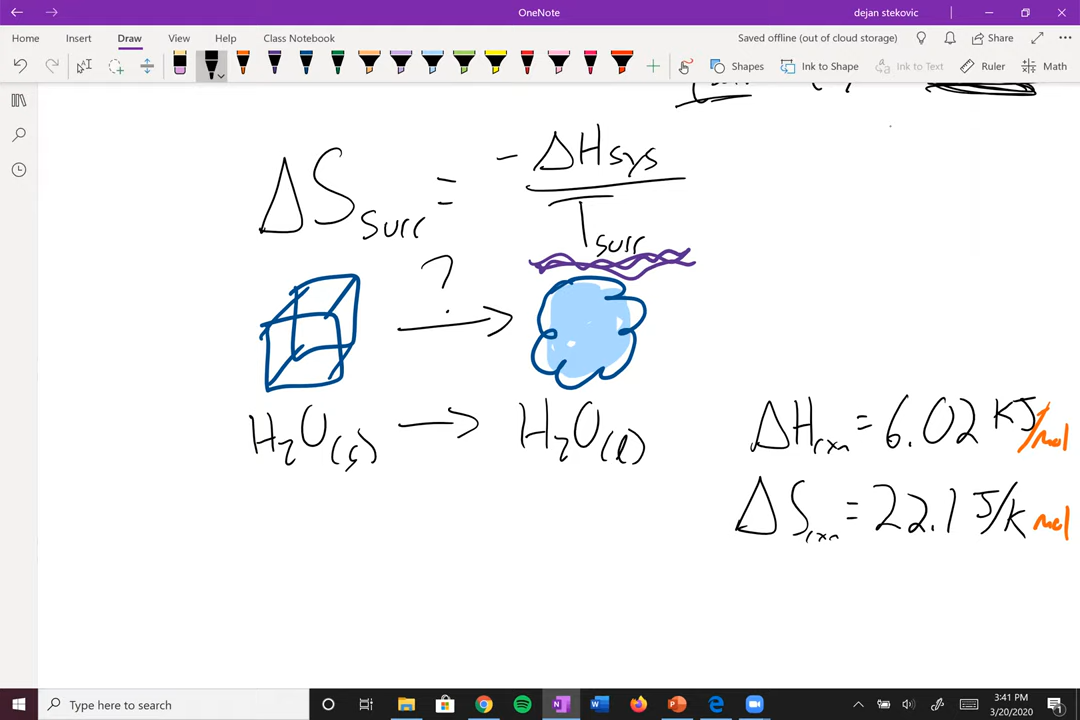 OneNote
dejan stekovic
Home Insert Draw View Help Class Notebook
Saved offline (out of cloud storage) Share
Shapes Ink to Shape Ink to Text Ruler Math
ΔSsurr = -ΔHsys / Tsurr
?
H₂O(s) → H₂O(l)
ΔHrxn = 6.02 KJ/mol
ΔSrxn = 22.1 J/K mol
Type here to search
3:41 PM
3/20/2020
1